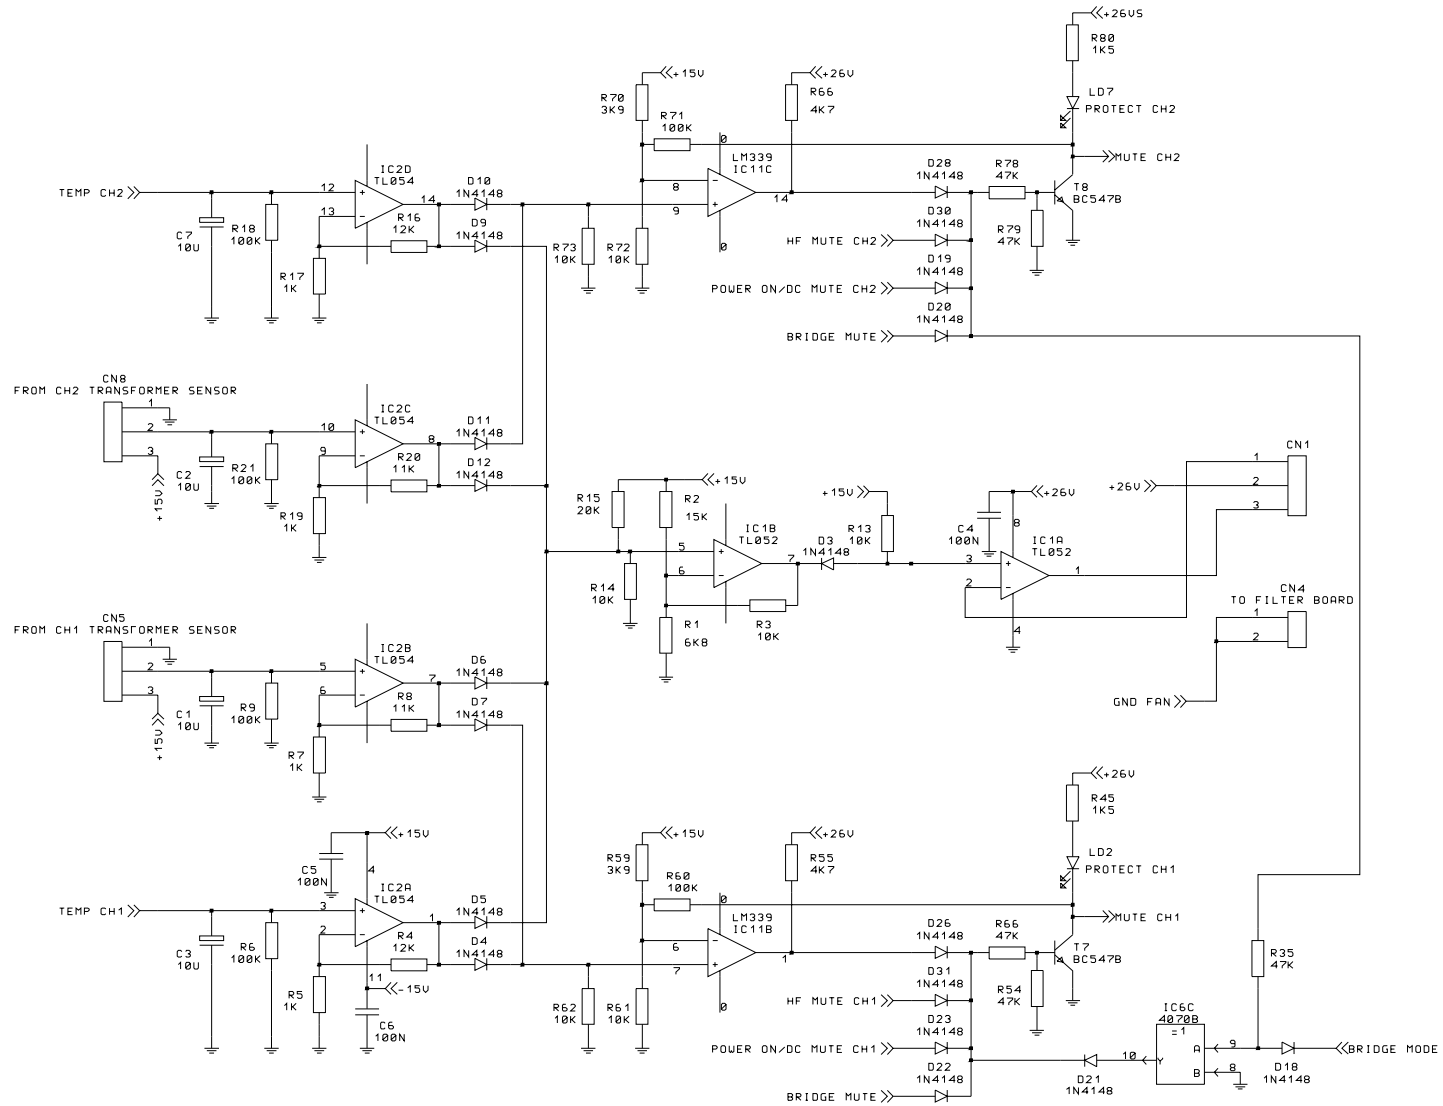 +26VS
R80
1K5
LD7
PROTECT CH2
MUTE CH2
+15V
R70
3K9
R71
100K
+26V
R66
4K7
0
LM339
IC11C
8
9
14
0
D28
1N4148
R78
47K
T8
BC547B
D30
1N4148
R79
47K
HF MUTE CH2
D19
1N4148
POWER ON/DC MUTE CH2
D20
1N4148
BRIDGE MUTE
TEMP CH2
C7
10U
R18
100K
12
13
IC2D
TL054
14
R16
12K
R17
1K
D10
1N4148
D9
1N4148
R73
10K
R72
10K
CN8
FROM CH2 TRANSFORMER SENSOR
1
2
3
+15V
C2
10U
R21
100K
10
9
IC2C
TL054
8
R20
11K
R19
1K
D11
1N4148
D12
1N4148
R15
20K
+15V
R2
15K
IC1B
TL052
5
6
7
R14
10K
R1
6K8
R3
10K
D3
1N4148
+15V
R13
10K
C4
100N
+26V
8
IC1A
TL052
3
2
1
4
CN1
1
2
3
+26V
CN4
TO FILTER BOARD
1
2
GND FAN
CN5
FROM CH1 TRANSFORMER SENSOR
1
2
3
+15V
C1
10U
R9
100K
5
6
IC2B
TL054
7
R8
11K
R7
1K
D6
1N4148
D7
1N4148
TEMP CH1
C3
10U
R6
100K
+15V
C5
100N
4
IC2A
TL054
3
2
1
R4
12K
R5
1K
11
-15V
C6
100N
D5
1N4148
D4
1N4148
+15V
R59
3K9
R60
100K
+26V
R55
4K7
0
LM339
IC11B
6
7
1
0
R62
10K
R61
10K
+26V
R45
1K5
LD2
PROTECT CH1
MUTE CH1
D26
1N4148
R66
47K
T7
BC547B
D31
1N4148
R54
47K
HF MUTE CH1
D23
1N4148
POWER ON/DC MUTE CH1
D22
1N4148
BRIDGE MUTE
R35
47K
IC6C
4070B
=1
A
B
Y
9
8
10
D21
1N4148
D18
1N4148
BRIDGE MODE